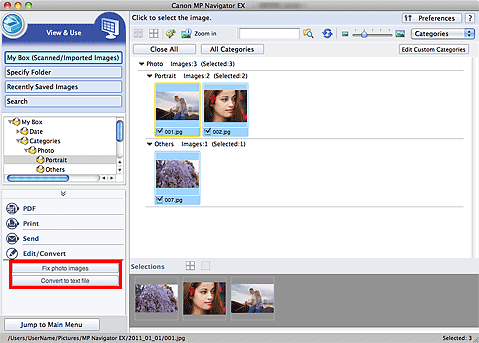 Canon MP Navigator EX
View & Use
Click to select the image.
Preferences
?
i
Zoom in
Categories
Close All
All Categories
Edit Custom Categories
My Box (Scanned/Imported Images)
Specify Folder
Recently Saved Images
Search
My Box
Date
Categories
Photo
Portrait
Others
Photo Images:3 (Selected:3)
Portrait Images:2 (Selected:2)
001.jpg
002.jpg
Others Images:1 (Selected:1)
007.jpg
PDF
Print
Send
Edit/Convert
Fix photo images
Convert to text file
Jump to Main Menu
Selections
/Users/UserName/Pictures/MP Navigator EX/2011_01_01/001.jpg
Selected: 3